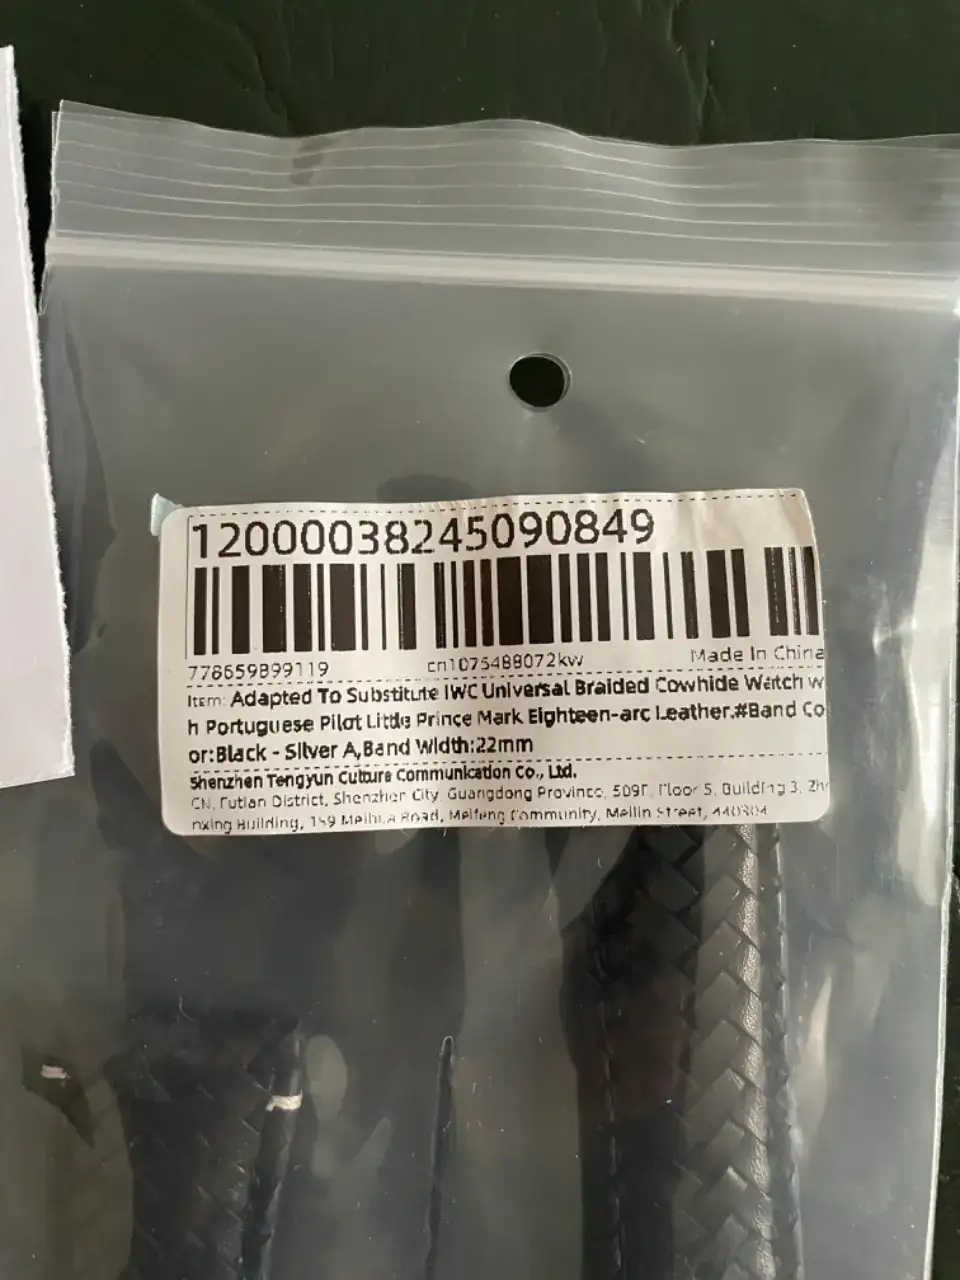 12000038245090849
778659899119 cn1075488072kw Made In China
Item: Adapted To Substitute IWC Universal Braided Cowhide Watch w
h Portuguese Pilot Little Prince Mark Eighteen-arc Leather.#Band Co
or:Black - Silver A,Band Width:22mm
Shenzhen Tengyun Culture Communication Co., Ltd.
CN, Futian District, Shenzhen City, Guangdong Province, 509F, Floor 5, Building 3, Zh
nxing Building, 159 Meihua Road, Meifeng Community, Meilin Street, 440304